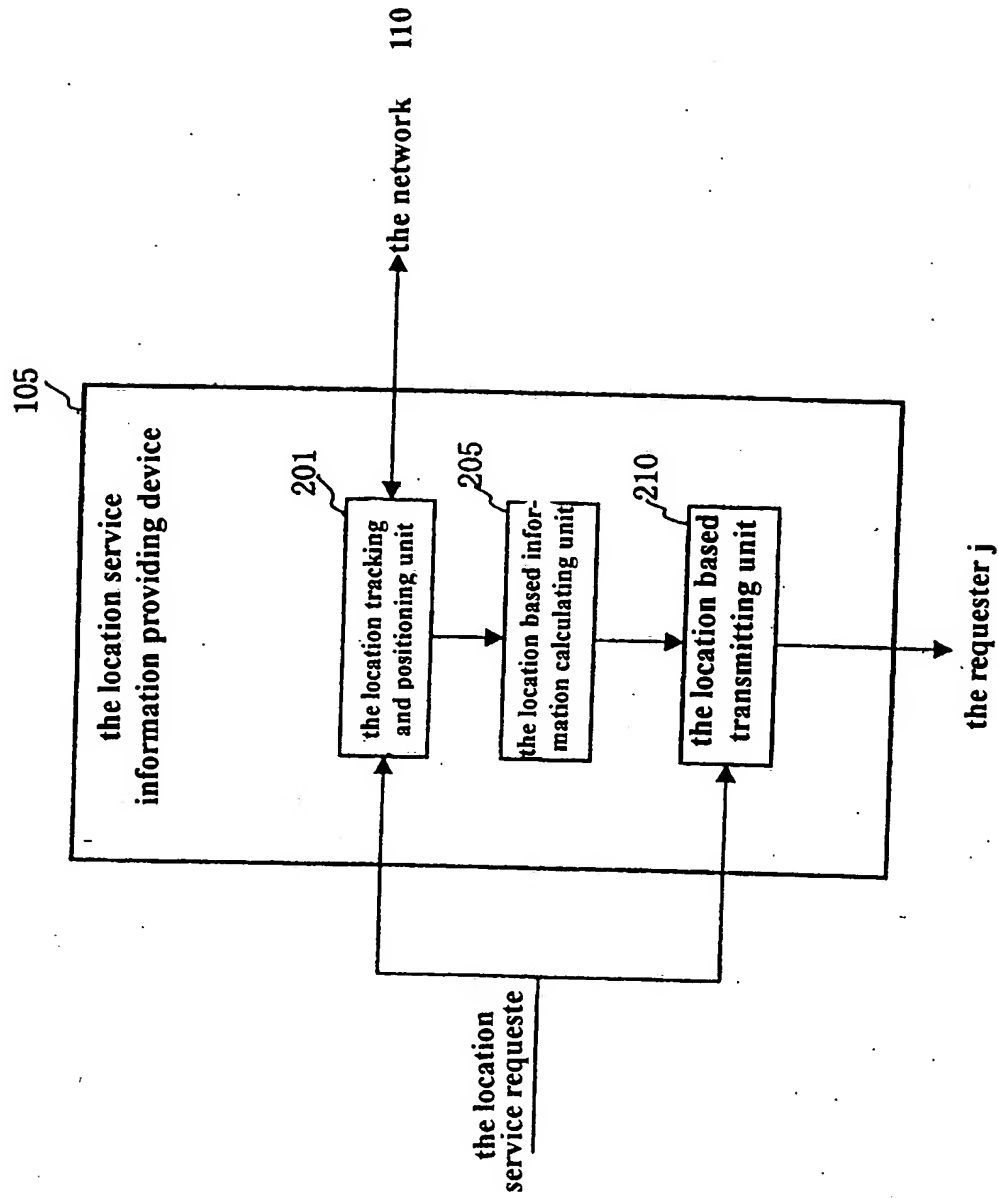 105
the location service
information providing device
201
the location tracking
and positioning unit
the network 110
205
the location based infor-
mation calculating unit
210
the location based
transmitting unit
the location
service requeste
the requester j